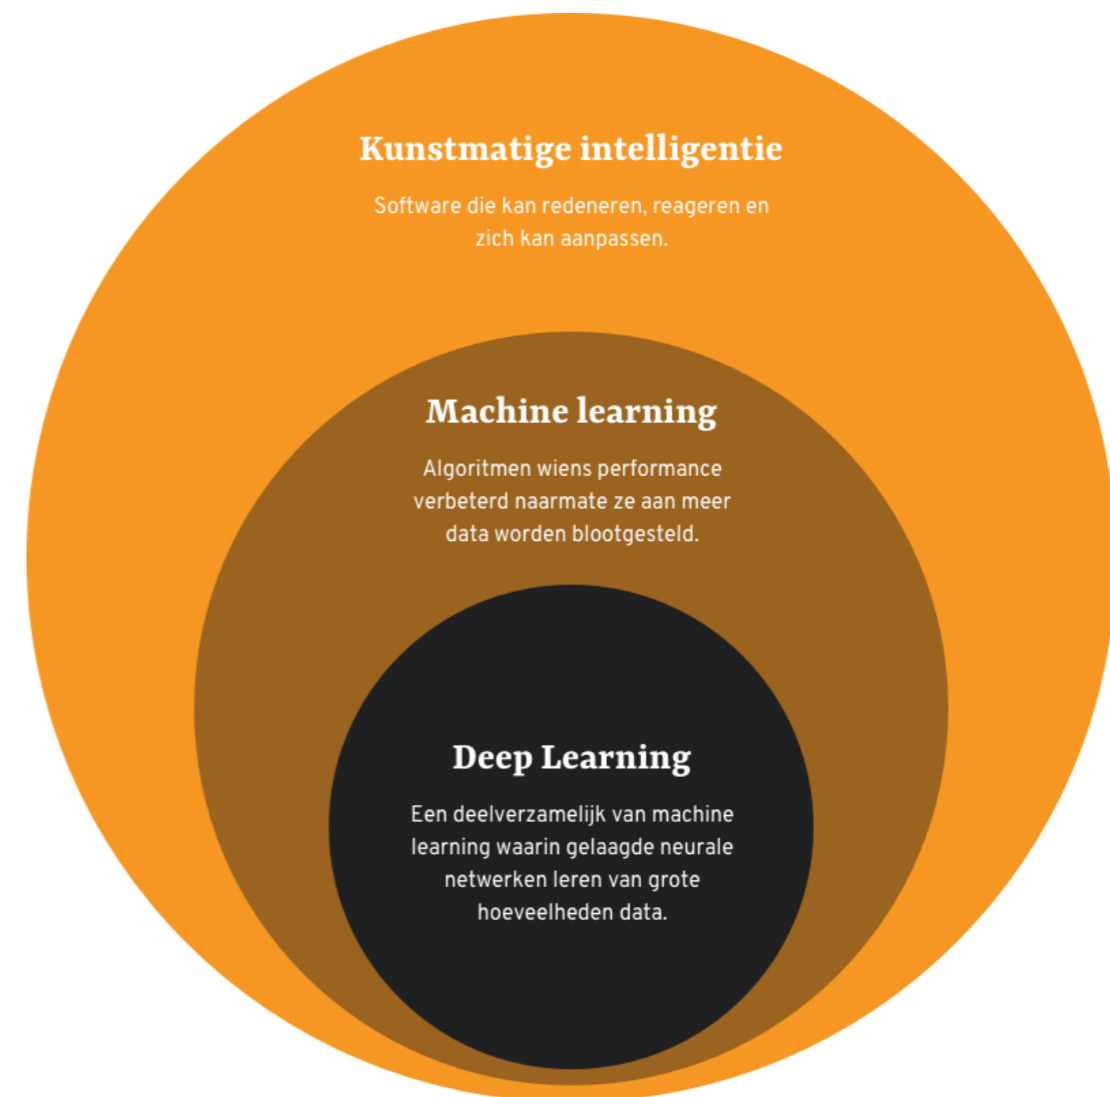 Kunstmatige intelligentie
Software die kan redeneren, reageren en
zich kan aanpassen.
Machine learning
Algoritmen wiens performance
verbeterd naarmate ze aan meer
data worden blootgesteld.
Deep Learning
Een deelverzamelijk van machine
learning waarin gelaagde neurale
netwerken leren van grote
hoeveelheden data.